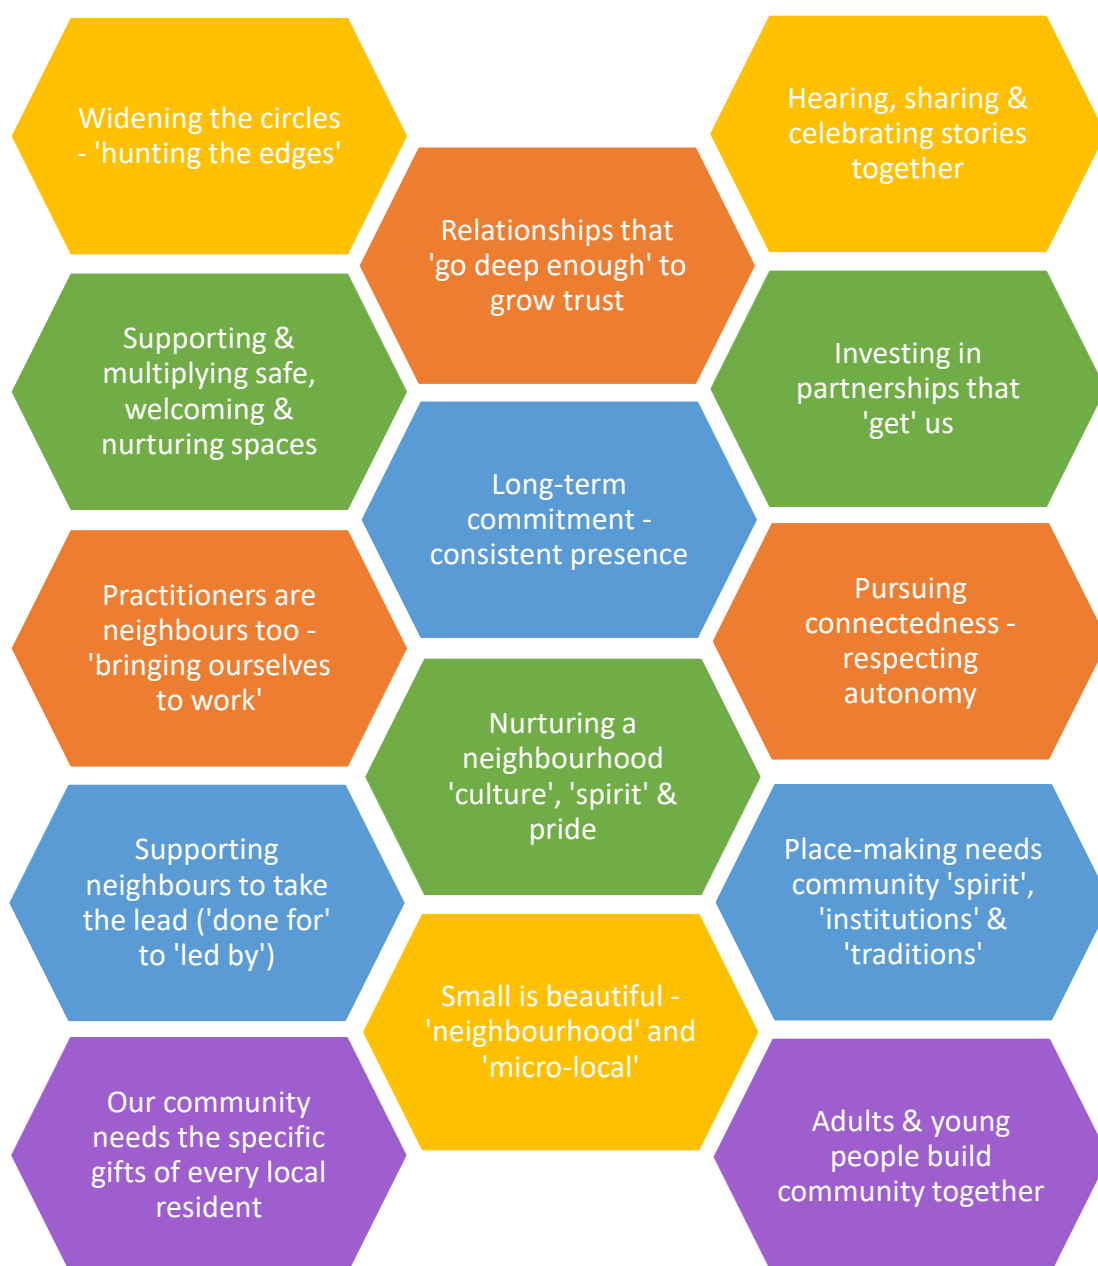 Widening the circles
- 'hunting the edges'
Hearing, sharing &
celebrating stories
together
Relationships that
'go deep enough' to
grow trust
Supporting &
multiplying safe,
welcoming &
nurturing spaces
Investing in
partnerships that
'get' us
Long-term
commitment -
consistent presence
Practitioners are
neighbours too -
'bringing ourselves
to work'
Pursuing
connectedness -
respecting
autonomy
Nurturing a
neighbourhood
'culture', 'spirit' &
pride
Supporting
neighbours to take
the lead ('done for'
to 'led by')
Place-making needs
community 'spirit',
'institutions' &
'traditions'
Small is beautiful -
'neighbourhood' and
'micro-local'
Our community
needs the specific
gifts of every local
resident
Adults & young
people build
community together